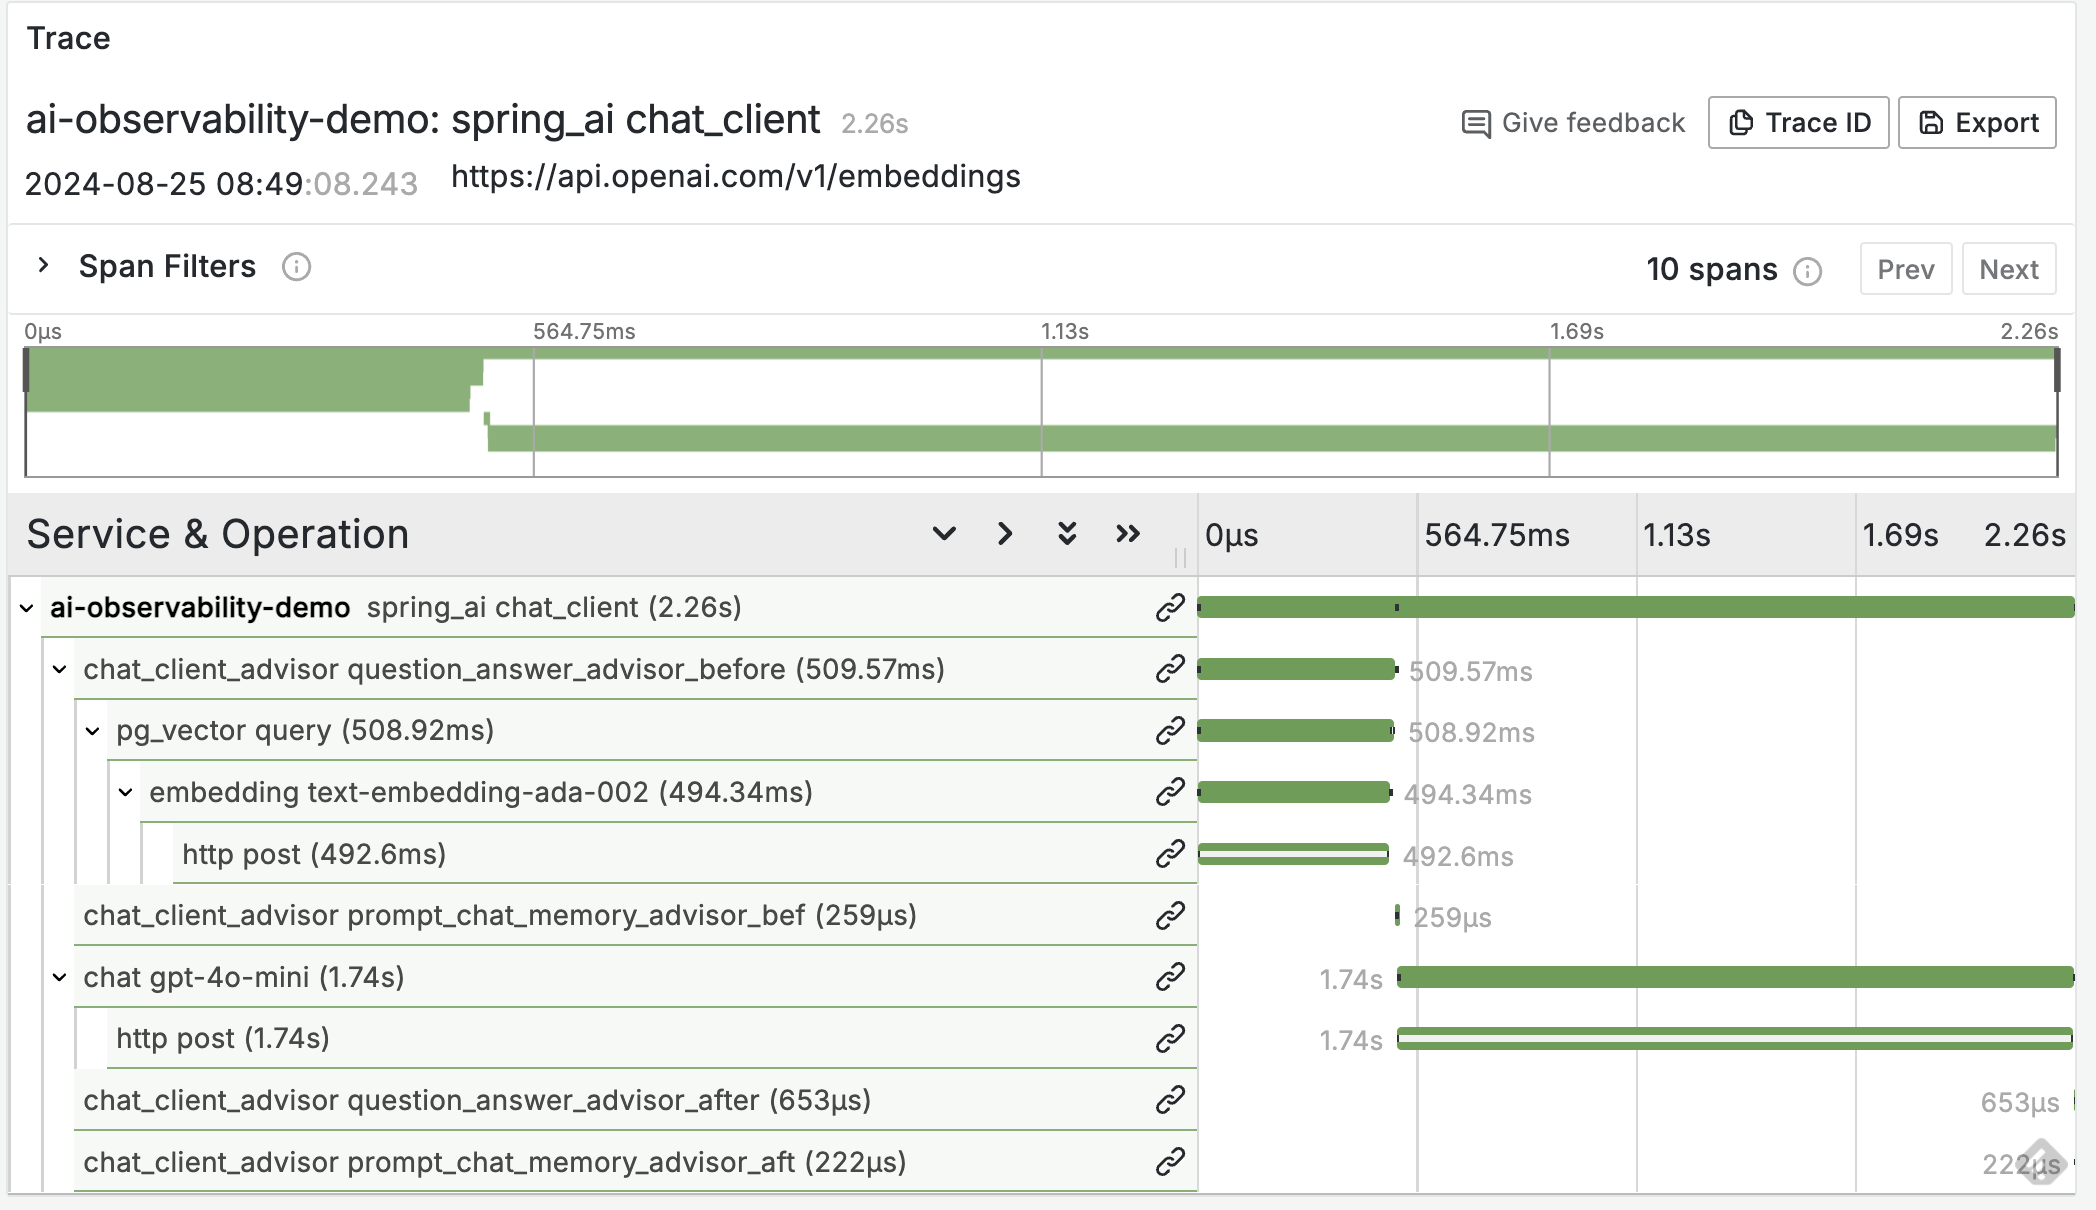 Trace
ai-observability-demo: spring_ai chat_client 2.26s
Give feedback Trace ID Export
2024-08-25 08:49:08.243 https://api.openai.com/v1/embeddings
Span Filters 10 spans Prev Next
0μs 564.75ms 1.13s 1.69s 2.26s
Service & Operation 0μs 564.75ms 1.13s 1.69s 2.26s
ai-observability-demo spring_ai chat_client (2.26s)
chat_client_advisor question_answer_advisor_before (509.57ms) 509.57ms
pg_vector query (508.92ms) 508.92ms
embedding text-embedding-ada-002 (494.34ms) 494.34ms
http post (492.6ms) 492.6ms
chat_client_advisor prompt_chat_memory_advisor_bef (259μs) 259μs
chat gpt-4o-mini (1.74s) 1.74s
http post (1.74s) 1.74s
chat_client_advisor question_answer_advisor_after (653μs) 653μs
chat_client_advisor prompt_chat_memory_advisor_aft (222μs) 222μs